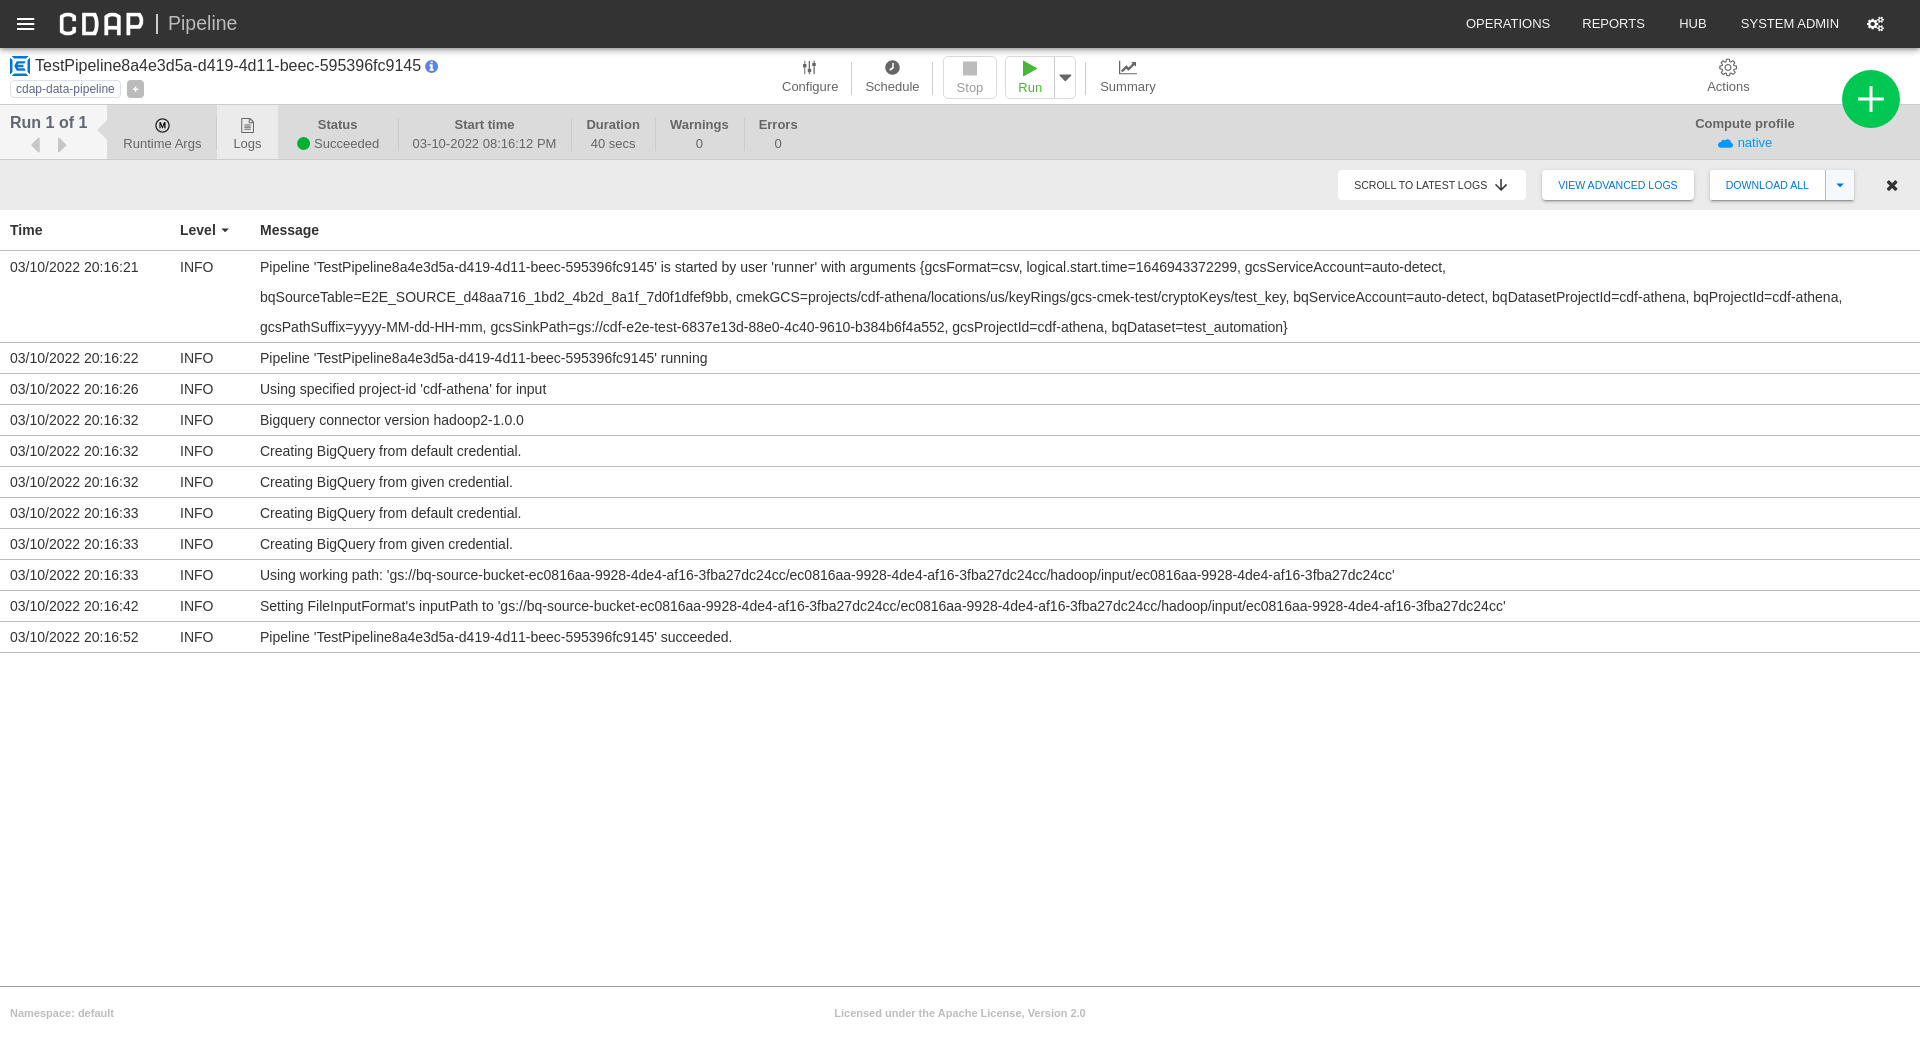 CDAP | Pipeline OPERATIONS REPORTS HUB SYSTEM ADMIN
TestPipeline8a4e3d5a-d419-4d11-beec-595396fc9145
cdap-data-pipeline +
Configure Schedule Stop Run Summary Actions
Run 1 of 1
Runtime Args Logs
Status Start time Duration Warnings Errors Compute profile
Succeeded 03-10-2022 08:16:12 PM 40 secs 0 0 native
SCROLL TO LATEST LOGS VIEW ADVANCED LOGS DOWNLOAD ALL
Time Level Message
03/10/2022 20:16:21 INFO Pipeline 'TestPipeline8a4e3d5a-d419-4d11-beec-595396fc9145' is started by user 'runner' with arguments {gcsFormat=csv, logical.start.time=1646943372299, gcsServiceAccount=auto-detect,
bqSourceTable=E2E_SOURCE_d48aa716_1bd2_4b2d_8a1f_7d0f1dfef9bb, cmekGCS=projects/cdf-athena/locations/us/keyRings/gcs-cmek-test/cryptoKeys/test_key, bqServiceAccount=auto-detect, bqDatasetProjectId=cdf-athena, bqProjectId=cdf-athena,
gcsPathSuffix=yyyy-MM-dd-HH-mm, gcsSinkPath=gs://cdf-e2e-test-6837e13d-88e0-4c40-9610-b384b6f4a552, gcsProjectId=cdf-athena, bqDataset=test_automation}
03/10/2022 20:16:22 INFO Pipeline 'TestPipeline8a4e3d5a-d419-4d11-beec-595396fc9145' running
03/10/2022 20:16:26 INFO Using specified project-id 'cdf-athena' for input
03/10/2022 20:16:32 INFO Bigquery connector version hadoop2-1.0.0
03/10/2022 20:16:32 INFO Creating BigQuery from default credential.
03/10/2022 20:16:32 INFO Creating BigQuery from given credential.
03/10/2022 20:16:33 INFO Creating BigQuery from default credential.
03/10/2022 20:16:33 INFO Creating BigQuery from given credential.
03/10/2022 20:16:33 INFO Using working path: 'gs://bq-source-bucket-ec0816aa-9928-4de4-af16-3fba27dc24cc/ec0816aa-9928-4de4-af16-3fba27dc24cc/hadoop/input/ec0816aa-9928-4de4-af16-3fba27dc24cc'
03/10/2022 20:16:42 INFO Setting FileInputFormat's inputPath to 'gs://bq-source-bucket-ec0816aa-9928-4de4-af16-3fba27dc24cc/ec0816aa-9928-4de4-af16-3fba27dc24cc/hadoop/input/ec0816aa-9928-4de4-af16-3fba27dc24cc'
03/10/2022 20:16:52 INFO Pipeline 'TestPipeline8a4e3d5a-d419-4d11-beec-595396fc9145' succeeded.
Namespace: default Licensed under the Apache License, Version 2.0